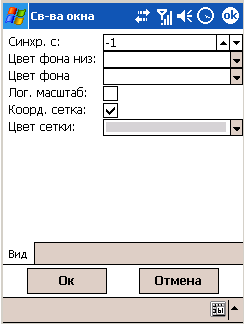 Св-ва окна
ok
Синхр. с: -1
Цвет фона низ:
Цвет фона
Лог. масштаб:
Коорд. сетка:
Цвет сетки:
Вид
Ок Отмена